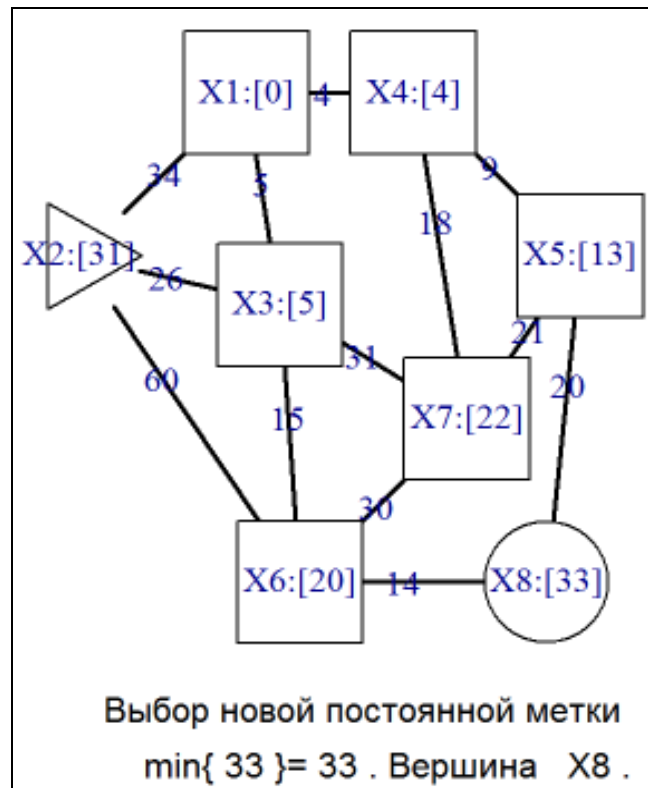 X1:[0] 4 X4:[4]
34 5 9
18
X2:[31] 26 X3:[5] X5:[13]
31 21
60 20
15 X7:[22]
30
X6:[20] 14 X8:[33]
Выбор новой постоянной метки
min{ 33 }= 33 . Вершина X8 .